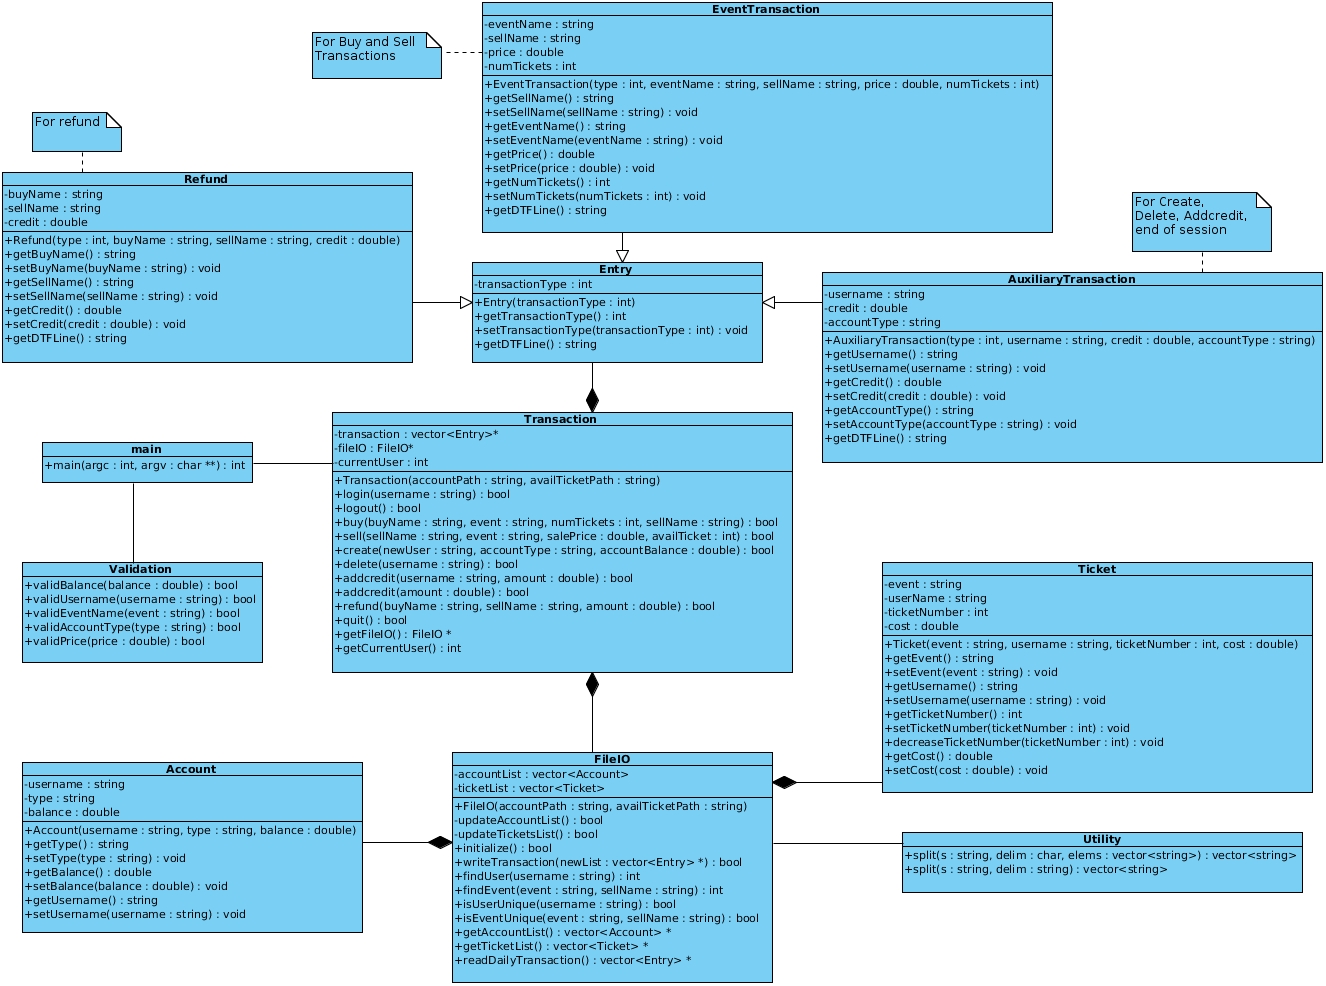 EventTransaction
-eventName : string
-sellName : string
-price : double
-numTickets : int
+EventTransaction(type : int, eventName : string, sellName : string, price : double, numTickets : int)
+getSellName() : string
+setSellName(sellName : string) : void
+getEventName() : string
+setEventName(eventName : string) : void
+getPrice() : double
+setPrice(price : double) : void
+getNumTickets() : int
+setNumTickets(numTickets : int) : void
+getDTFLine() : string
For Buy and Sell
Transactions
For refund
Refund
-buyName : string
-sellName : string
-credit : double
+Refund(type : int, buyName : string, sellName : string, credit : double)
+getBuyName() : string
+setBuyName(buyName : string) : void
+getSellName() : string
+setSellName(sellName : string) : void
+getCredit() : double
+setCredit(credit : double) : void
+getDTFLine() : string
Entry
-transactionType : int
+Entry(transactionType : int)
+getTransactionType() : int
+setTransactionType(transactionType : int) : void
+getDTFLine() : string
For Create,
Delete, Addcredit,
end of session
AuxiliaryTransaction
-username : string
-credit : double
-accountType : string
+AuxiliaryTransaction(type : int, username : string, credit : double, accountType : string)
+getUsername() : string
+setUsername(username : string) : void
+getCredit() : double
+setCredit(credit : double) : void
+getAccountType() : string
+setAccountType(accountType : string) : void
+getDTFLine() : string
Transaction
-transaction : vector<Entry>*
-fileIO : FileIO*
-currentUser : int
+Transaction(accountPath : string, availTicketPath : string)
+login(username : string) : bool
+logout() : bool
+buy(buyName : string, event : string, numTickets : int, sellName : string) : bool
+sell(sellName : string, event : string, salePrice : double, availTicket : int) : bool
+create(newUser : string, accountType : string, accountBalance : double) : bool
+delete(username : string) : bool
+addcredit(username : string, amount : double) : bool
+addcredit(amount : double) : bool
+refund(buyName : string, sellName : string, amount : double) : bool
+quit() : bool
+getFileIO() : FileIO *
+getCurrentUser() : int
main
+main(argc : int, argv : char **) : int
Validation
+validBalance(balance : double) : bool
+validUsername(username : string) : bool
+validEventName(event : string) : bool
+validAccountType(type : string) : bool
+validPrice(price : double) : bool
Ticket
-event : string
-userName : string
-ticketNumber : int
-cost : double
+Ticket(event : string, username : string, ticketNumber : int, cost : double)
+getEvent() : string
+setEvent(event : string) : void
+getUsername() : string
+setUsername(username : string) : void
+getTicketNumber() : int
+setTicketNumber(ticketNumber : int) : void
+decreaseTicketNumber(ticketNumber : int) : void
+getCost() : double
+setCost(cost : double) : void
Account
-username : string
-type : string
-balance : double
+Account(username : string, type : string, balance : double)
+getType() : string
+setType(type : string) : void
+getBalance() : double
+setBalance(balance : double) : void
+getUsername() : string
+setUsername(username : string) : void
FileIO
-accountList : vector<Account>
-ticketList : vector<Ticket>
+FileIO(accountPath : string, availTicketPath : string)
-updateAccountList() : bool
-updateTicketsList() : bool
+initialize() : bool
+writeTransaction(newList : vector<Entry> *) : bool
+findUser(username : string) : int
+findEvent(event : string, sellName : string) : int
+isUserUnique(username : string) : bool
+isEventUnique(event : string, sellName : string) : bool
+getAccountList() : vector<Account> *
+getTicketList() : vector<Ticket> *
+readDailyTransaction() : vector<Entry> *
Utility
+split(s : string, delim : char, elems : vector<string>) : vector<string>
+split(s : string, delim : string) : vector<string>